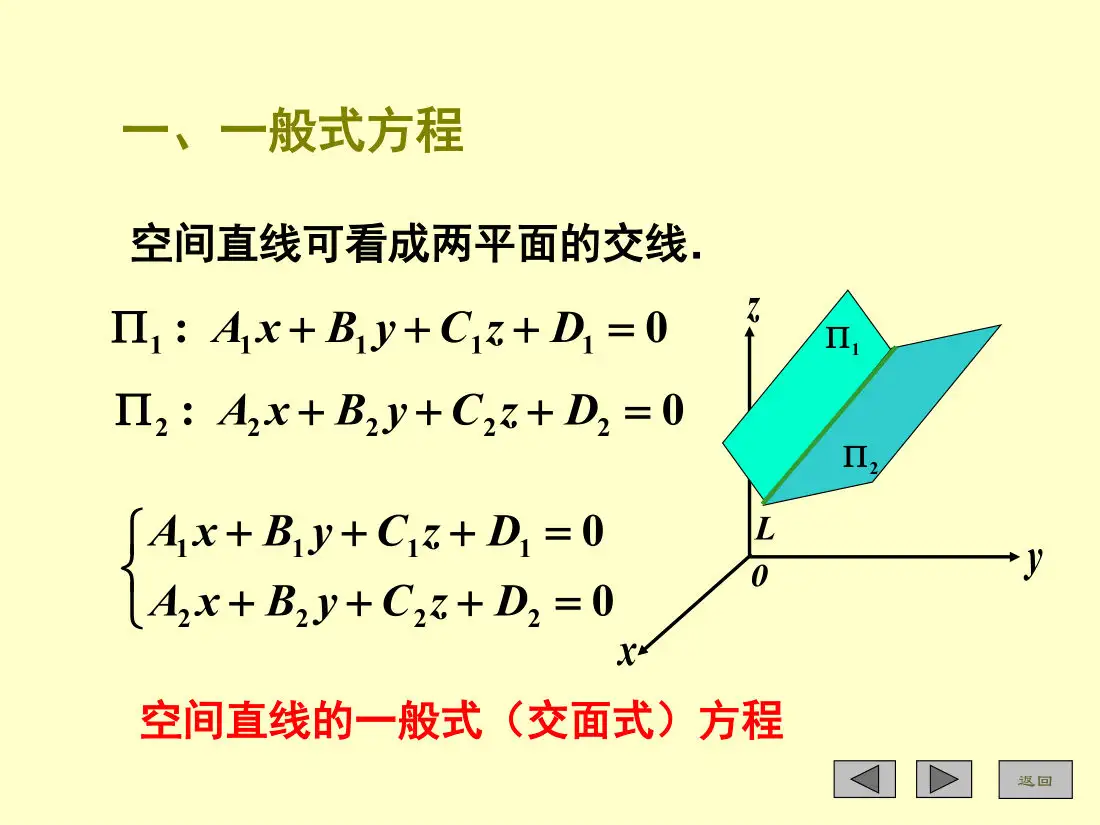 一、一般式方程
空间直线可看成两平面的交线.
Π₁ : A₁x + B₁y + C₁z + D₁ = 0
Π₂ : A₂x + B₂y + C₂z + D₂ = 0
A₁x + B₁y + C₁z + D₁ = 0
A₂x + B₂y + C₂z + D₂ = 0
空间直线的一般式（交面式）方程
z
Π₁
Π₂
L
0
y
x
返回